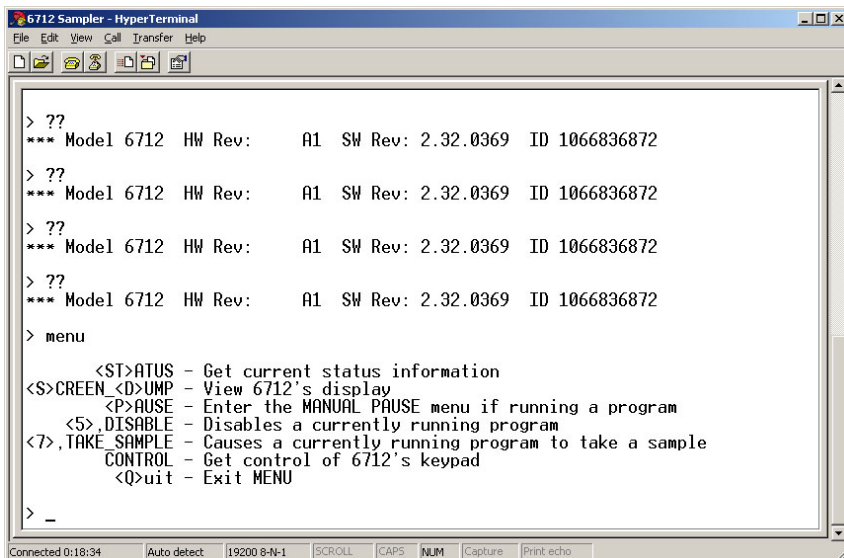 6712 Sampler - HyperTerminal
File Edit View Call Transfer Help
> ??
*** Model 6712  HW Rev:     A1  SW Rev: 2.32.0369  ID 1066836872
> ??
*** Model 6712  HW Rev:     A1  SW Rev: 2.32.0369  ID 1066836872
> ??
*** Model 6712  HW Rev:     A1  SW Rev: 2.32.0369  ID 1066836872
> ??
*** Model 6712  HW Rev:     A1  SW Rev: 2.32.0369  ID 1066836872
> menu
<ST>ATUS - Get current status information
<S>CREEN_<D>UMP - View 6712's display
<P>AUSE - Enter the MANUAL PAUSE menu if running a program
<5>,DISABLE - Disables a currently running program
<7>,TAKE_SAMPLE - Causes a currently running program to take a sample
CONTROL - Get control of 6712's keypad
<Q>uit - Exit MENU
> _
Connected 0:18:34 Auto detect 19200 8-N-1 SCROLL CAPS NUM Capture Print echo